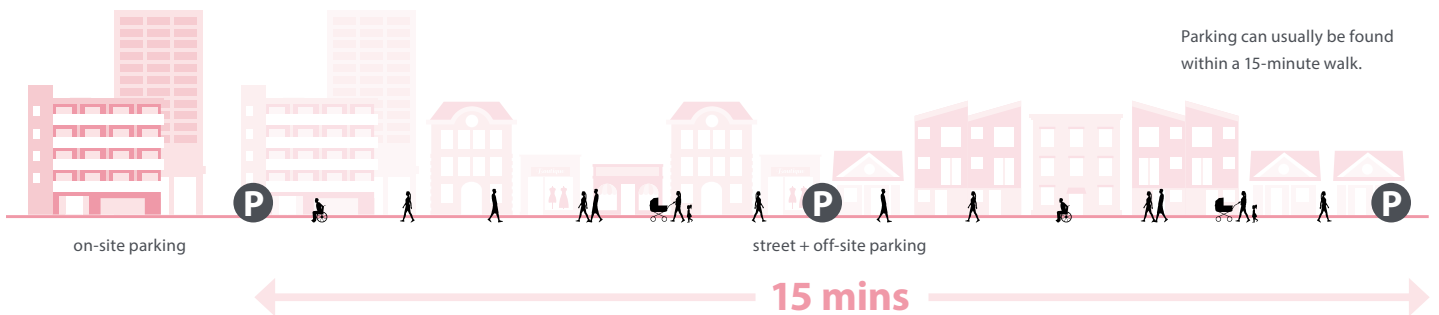 Parking can usually be found
within a 15-minute walk.
P
P
P
on-site parking
street + off-site parking
15 mins